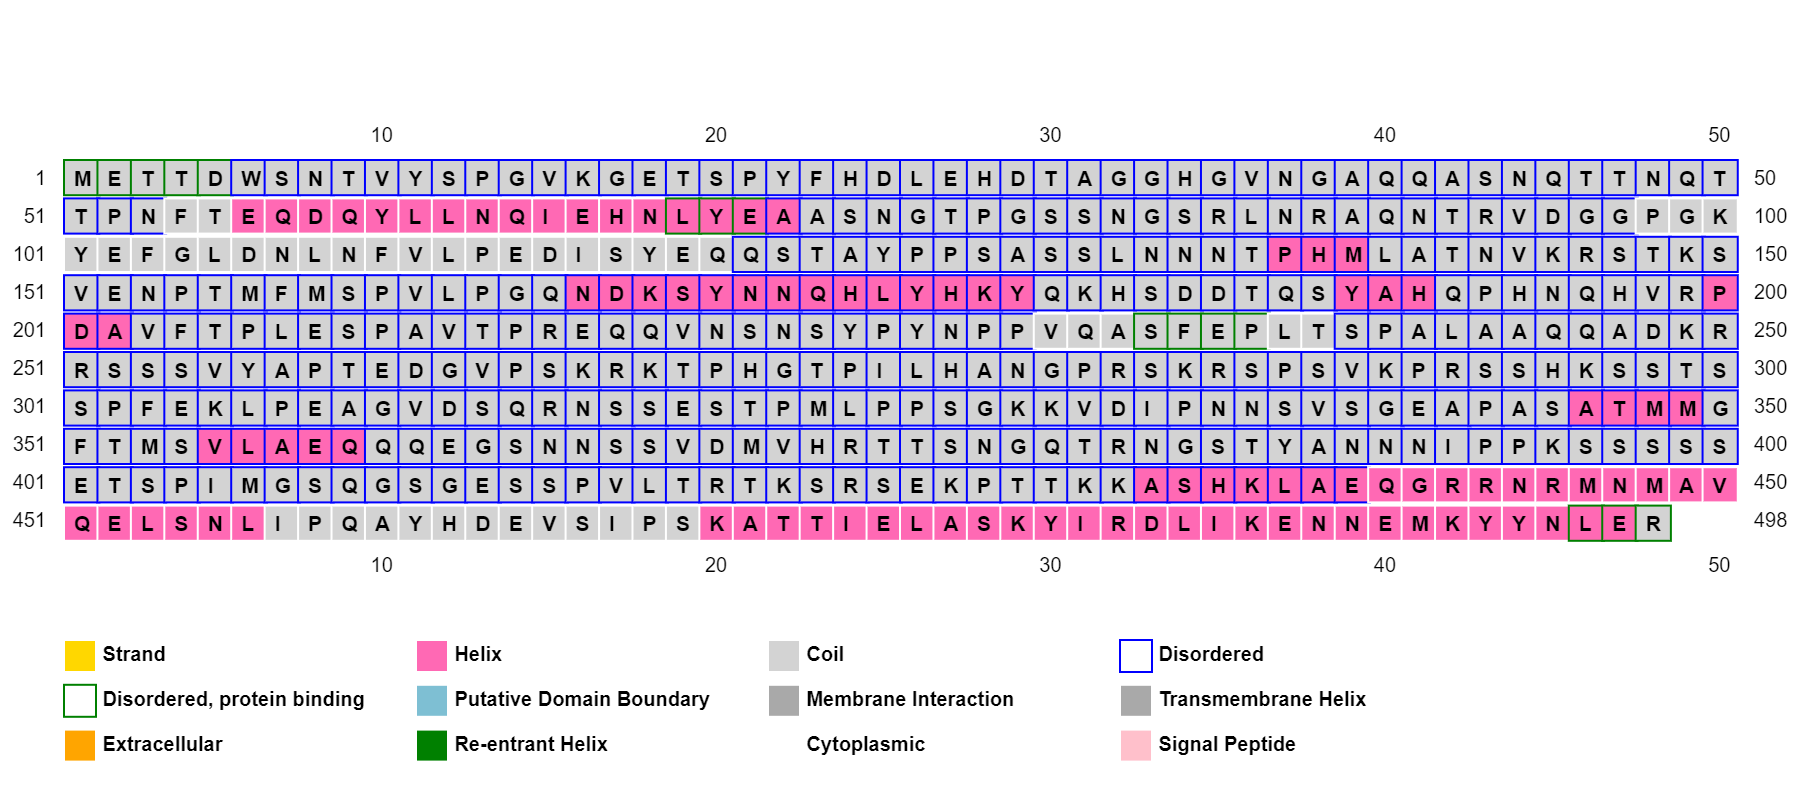 10 20 30 40 50
1 M E T T D W S N T V Y S P G V K G E T S P Y F H D L E H D T A G G H G V N G A Q Q A S N Q T T N Q T 50
51 T P N F T E Q D Q Y L L N Q I E H N L Y E A A S N G T P G S S N G S R L N R A Q N T R V D G G P G K 100
101 Y E F G L D N L N F V L P E D I S Y E Q Q S T A Y P P S A S S L N N N T P H M L A T N V K R S T K S 150
151 V E N P T M F M S P V L P G Q N D K S Y N N Q H L Y H K Y Q K H S D D T Q S Y A H Q P H N Q H V R P 200
201 D A V F T P L E S P A V T P R E Q Q V N S N S Y P Y N P P V Q A S F E P L T S P A L A A Q Q A D K R 250
251 R S S S V Y A P T E D G V P S K R K T P H G T P I L H A N G P R S K R S P S V K P R S S H K S S T S 300
301 S P F E K L P E A G V D S Q R N S S E S T P M L P P S G K K V D I P N N S V S G E A P A S A T M M G 350
351 F T M S V L A E Q Q Q E G S N N S S V D M V H R T T S N G Q T R N G S T Y A N N N I P P K S S S S S 400
401 E T S P I M G S Q G S G E S S P V L T R T K S R S E K P T T K K A S H K L A E Q G R R N R M N M A V 450
451 Q E L S N L I P Q A Y H D E V S I P S K A T T I E L A S K Y I R D L I K E N N E M K Y Y N L E R 498
10 20 30 40 50
Strand Helix Coil Disordered
Disordered, protein binding Putative Domain Boundary Membrane Interaction Transmembrane Helix
Extracellular Re-entrant Helix Cytoplasmic Signal Peptide